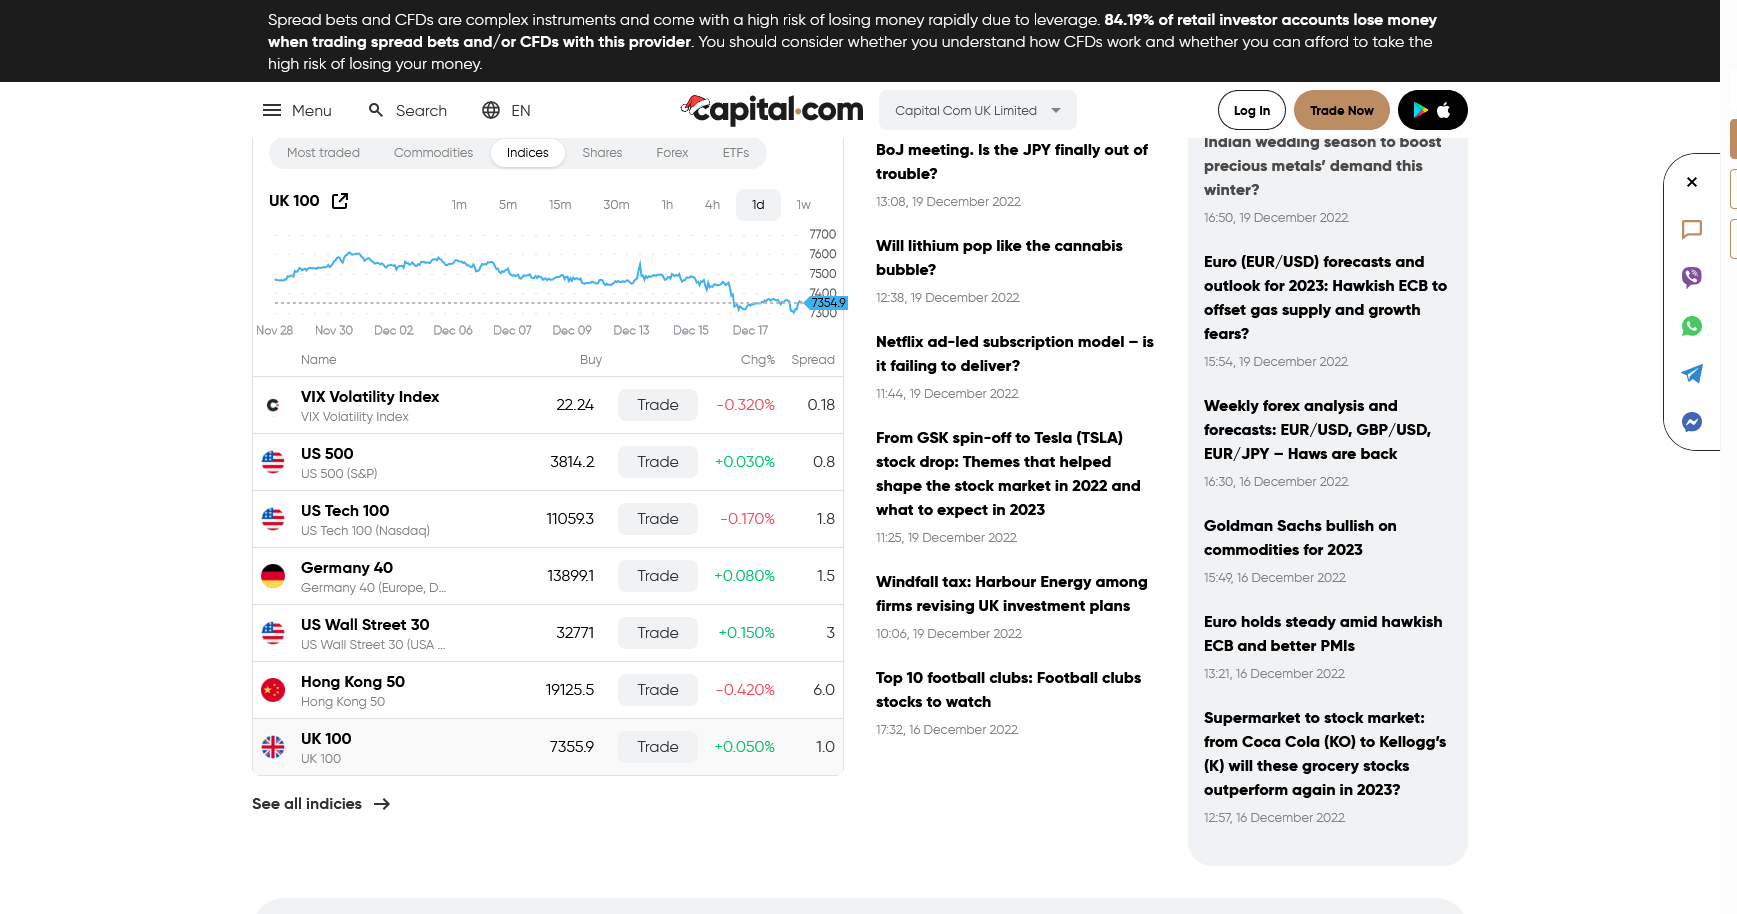 Spread bets and CFDs are complex instruments and come with a high risk of losing money rapidly due to leverage. 84.19% of retail investor accounts lose money
when trading spread bets and/or CFDs with this provider. You should consider whether you understand how CFDs work and whether you can afford to take the
high risk of losing your money.
Menu
Search
EN
capital.com
Capital Com UK Limited
Log In
Trade Now
Most traded
Commodities
Indices
Shares
Forex
ETFs
UK 100
1m
5m
15m
30m
1h
4h
1d
1w
7700
7600
7500
7400
7354.9
7300
Nov 28
Nov 30
Dec 02
Dec 06
Dec 07
Dec 09
Dec 13
Dec 15
Dec 17
Name Buy Chg% Spread
VIX Volatility Index
VIX Volatility Index
22.24 Trade -0.320% 0.18
US 500
US 500 (S&P)
3814.2 Trade +0.030% 0.8
US Tech 100
US Tech 100 (Nasdaq)
11059.3 Trade -0.170% 1.8
Germany 40
Germany 40 (Europe, D...
13899.1 Trade +0.080% 1.5
US Wall Street 30
US Wall Street 30 (USA ...
32771 Trade +0.150% 3
Hong Kong 50
Hong Kong 50
19125.5 Trade -0.420% 6.0
UK 100
UK 100
7355.9 Trade +0.050% 1.0
See all indicies
BoJ meeting. Is the JPY finally out of
trouble?
13:08, 19 December 2022
Will lithium pop like the cannabis
bubble?
12:38, 19 December 2022
Netflix ad-led subscription model – is
it failing to deliver?
11:44, 19 December 2022
From GSK spin-off to Tesla (TSLA)
stock drop: Themes that helped
shape the stock market in 2022 and
what to expect in 2023
11:25, 19 December 2022
Windfall tax: Harbour Energy among
firms revising UK investment plans
10:06, 19 December 2022
Top 10 football clubs: Football clubs
stocks to watch
17:32, 16 December 2022
Indian wedding season to boost
precious metals’ demand this
winter?
16:50, 19 December 2022
Euro (EUR/USD) forecasts and
outlook for 2023: Hawkish ECB to
offset gas supply and growth
fears?
15:54, 19 December 2022
Weekly forex analysis and
forecasts: EUR/USD, GBP/USD,
EUR/JPY – Haws are back
16:30, 16 December 2022
Goldman Sachs bullish on
commodities for 2023
15:49, 16 December 2022
Euro holds steady amid hawkish
ECB and better PMIs
13:21, 16 December 2022
Supermarket to stock market:
from Coca Cola (KO) to Kellogg’s
(K) will these grocery stocks
outperform again in 2023?
12:57, 16 December 2022